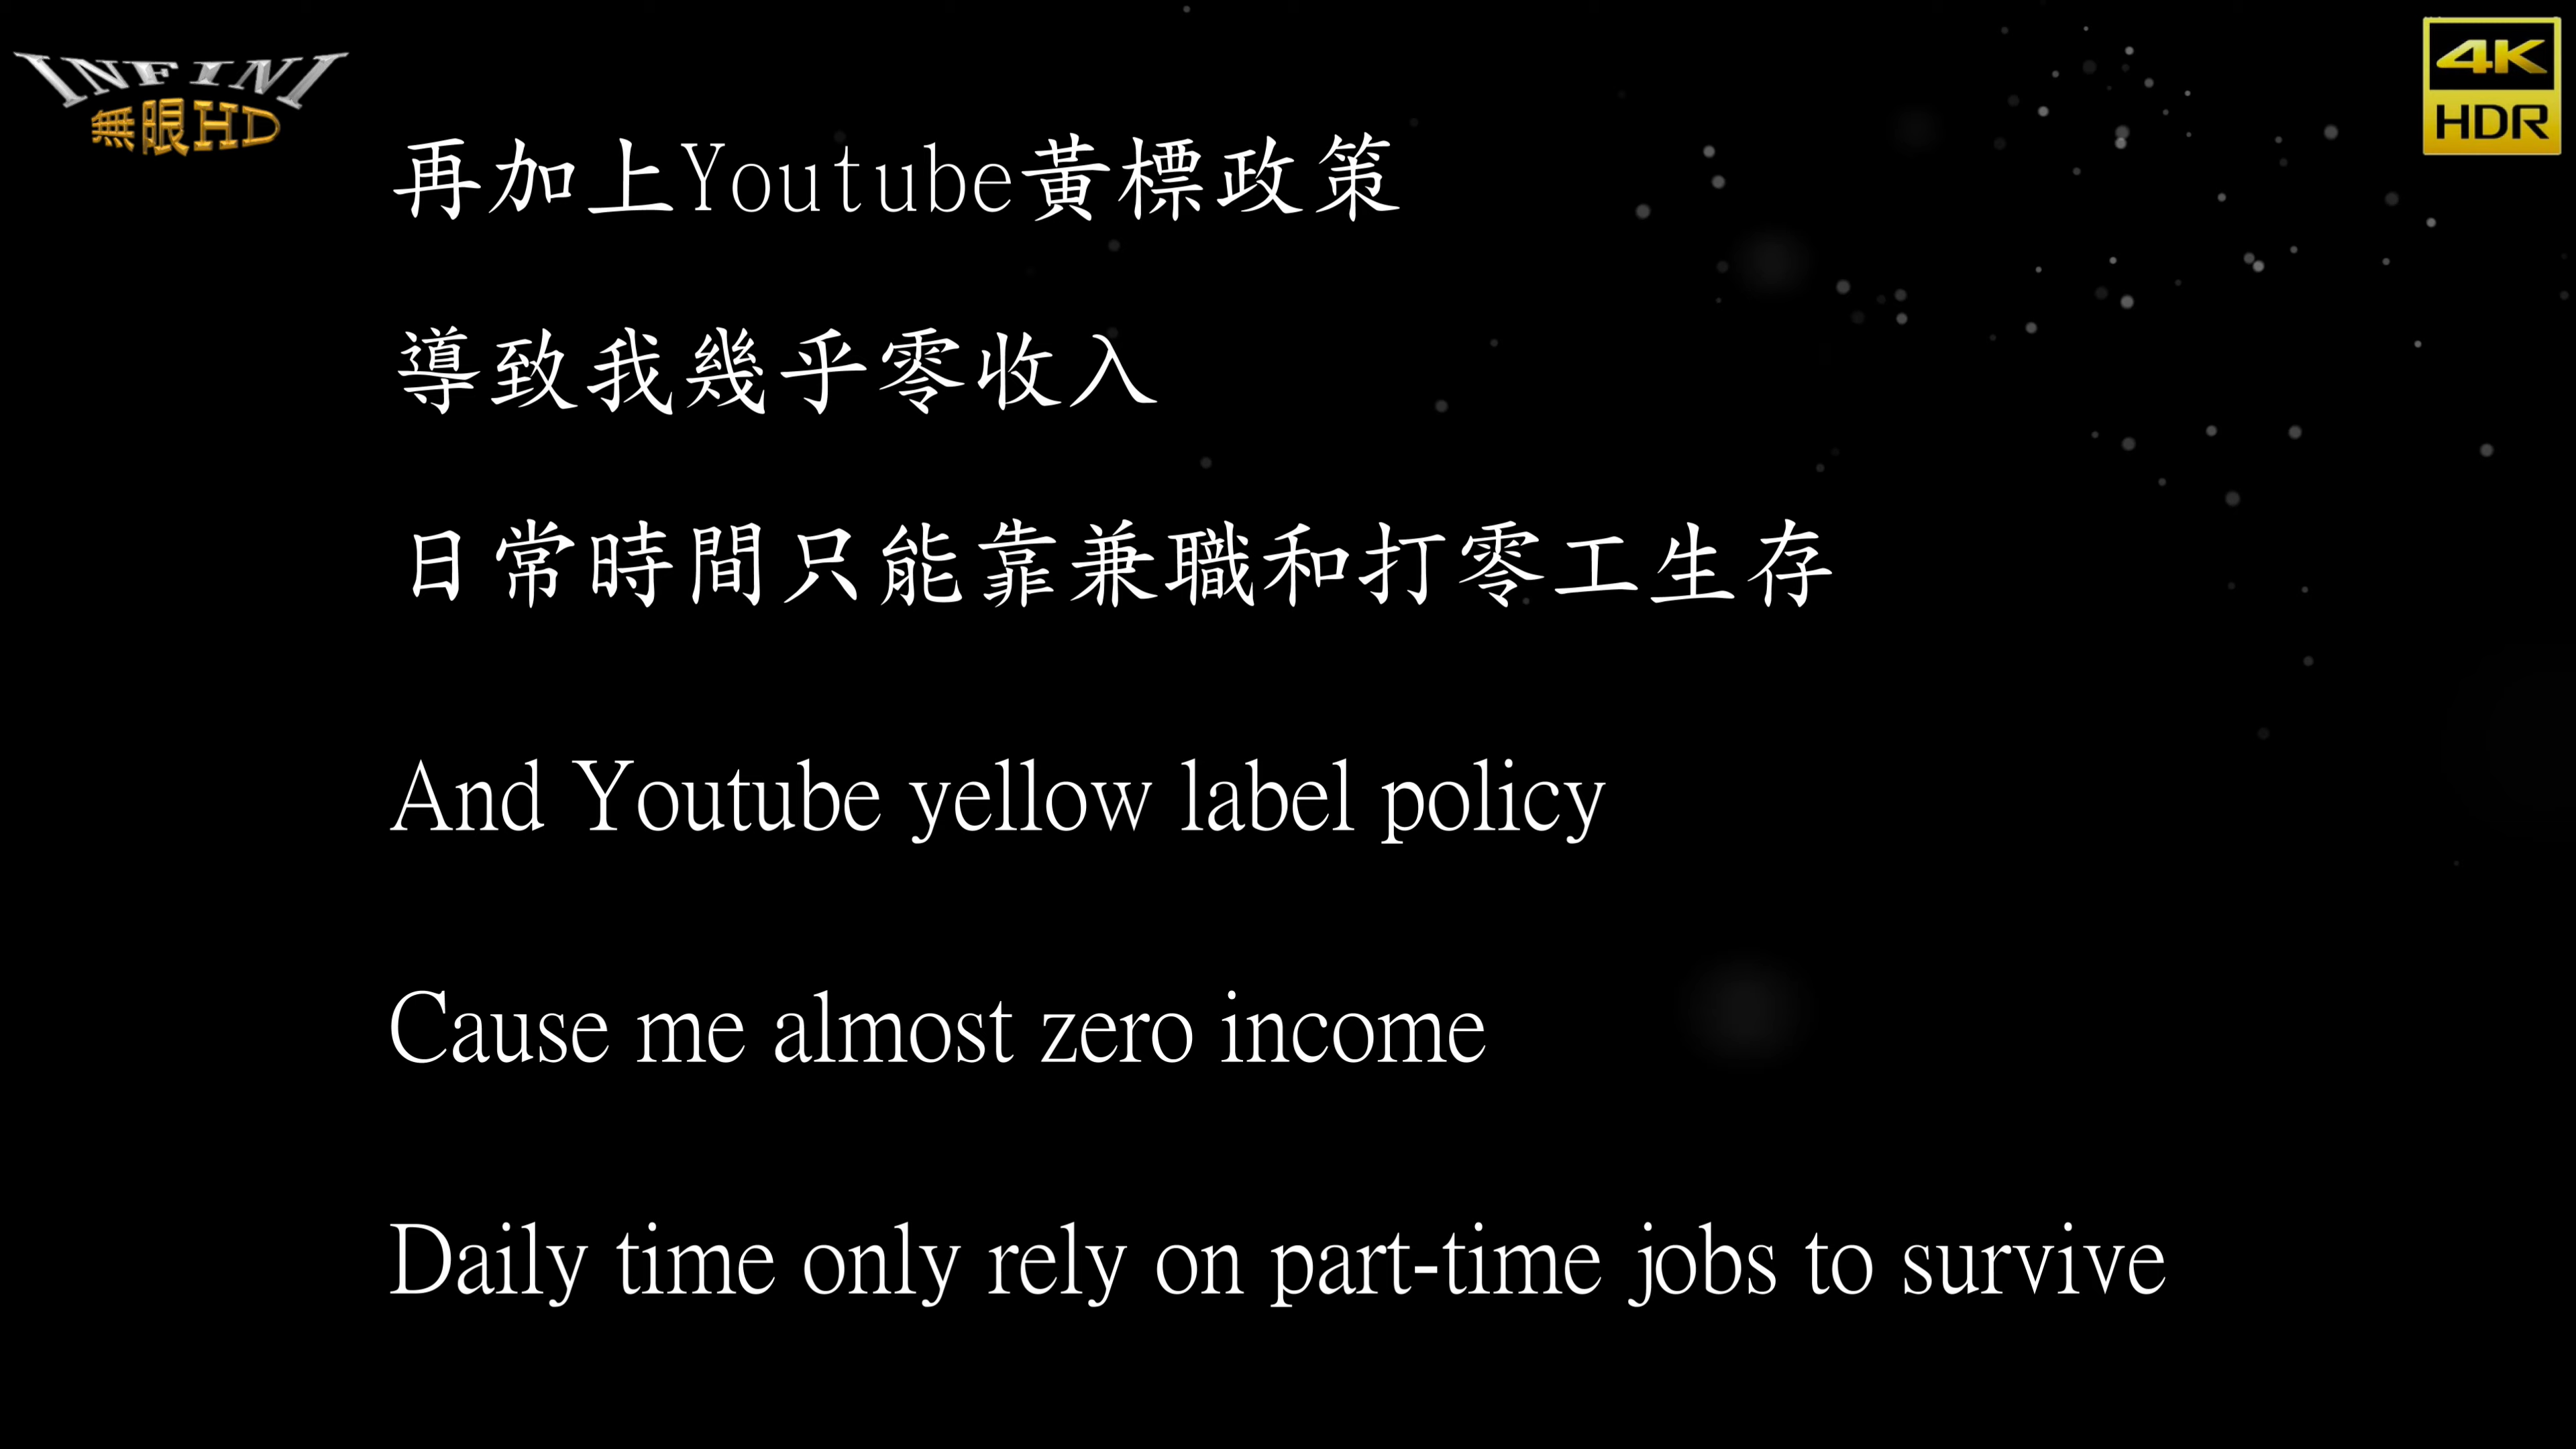 INFINI
無眼HD
4K
HDR
再加上Youtube黃標政策
導致我幾乎零收入
日常時間只能靠兼職和打零工生存
And Youtube yellow label policy
Cause me almost zero income
Daily time only rely on part-time jobs to survive